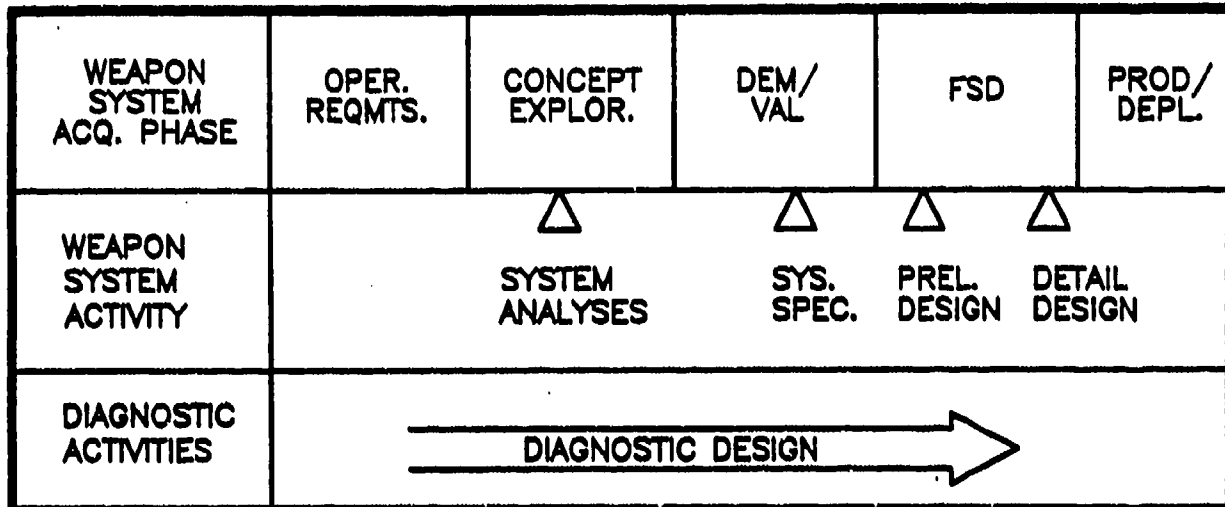 WEAPON
SYSTEM
ACQ. PHASE
OPER.
REQMTS.
CONCEPT
EXPLOR.
DEM/
VAL
FSD
PROD/
DEPL.
WEAPON
SYSTEM
ACTIVITY
SYSTEM
ANALYSES
SYS.
SPEC.
PREL.
DESIGN
DETAIL
DESIGN
DIAGNOSTIC
ACTIVITIES
DIAGNOSTIC DESIGN